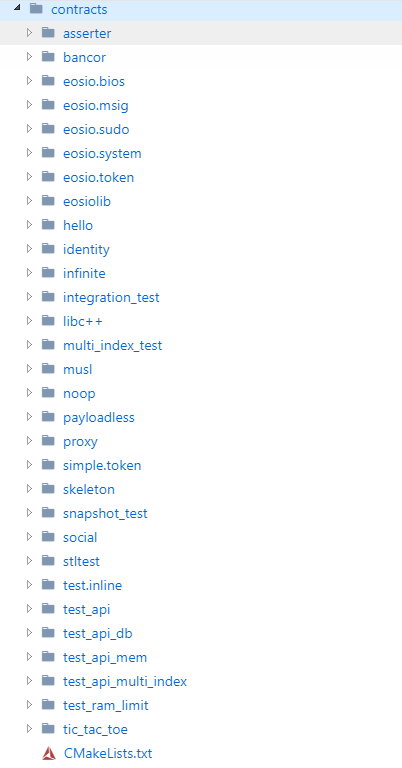 contracts
asserter
bancor
eosio.bios
eosio.msig
eosio.sudo
eosio.system
eosio.token
eosiolib
hello
identity
infinite
integration_test
libc++
multi_index_test
musl
noop
payloadless
proxy
simple.token
skeleton
snapshot_test
social
stltest
test.inline
test_api
test_api_db
test_api_mem
test_api_multi_index
test_ram_limit
tic_tac_toe
CMakeLists.txt